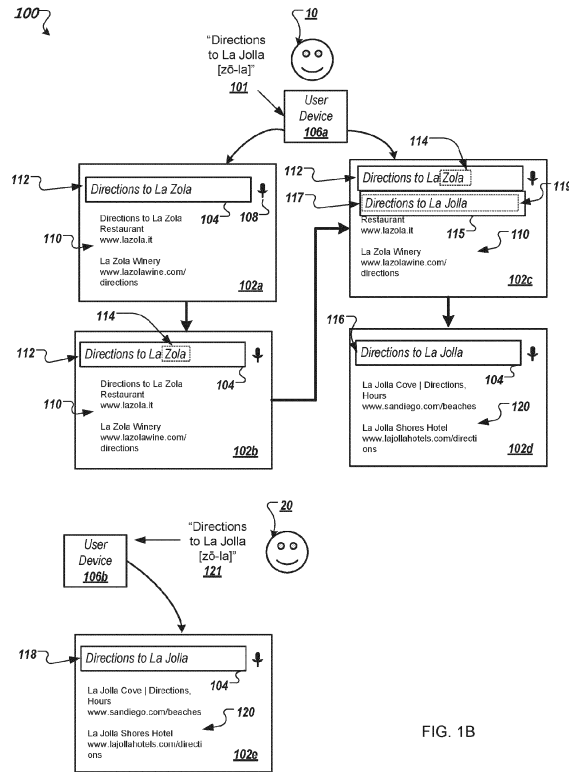 100
10
"Directions
to La Jolla
[zō-la]"
101
User
Device
106a
114
112
Directions to La Zola
104
108
110
Directions to La Zola
Restaurant
www.lazola.it
La Zola Winery
www.lazolawine.com/
directions
102a
112
Directions to La Zola
117
Directions to La Jolla
119
Restaurant
www.lazola.it
115
110
La Zola Winery
www.lazolawine.com/
directions
102c
114
112
Directions to La Zola
104
110
Directions to La Zola
Restaurant
www.lazola.it
La Zola Winery
www.lazolawine.com/
directions
102b
116
Directions to La Jolla
104
La Jolla Cove | Directions,
Hours
www.sandiego.com/beaches
120
La Jolla Shores Hotel
www.lajollahotels.com/directi
ons
102d
20
"Directions
to La Jolla
[zō-la]"
121
User
Device
106b
118
Directions to La Jolla
104
La Jolla Cove | Directions,
Hours
www.sandiego.com/beaches
120
La Jolla Shores Hotel
www.lajollahotels.com/directi
ons
102e
FIG. 1B